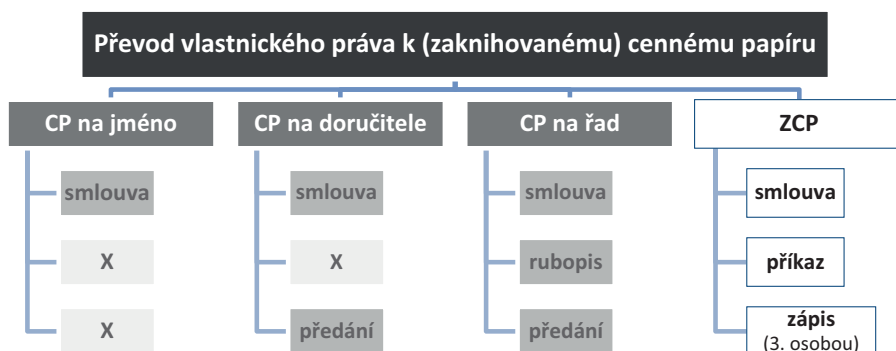 Převod vlastnického práva k (zaknihovanému) cennému papíru
CP na jméno
smlouva
X
X
CP na doručitele
smlouva
X
předání
CP na řad
smlouva
rubopis
předání
ZCP
smlouva
příkaz
zápis
(3. osobou)